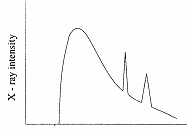 X - ray intensity